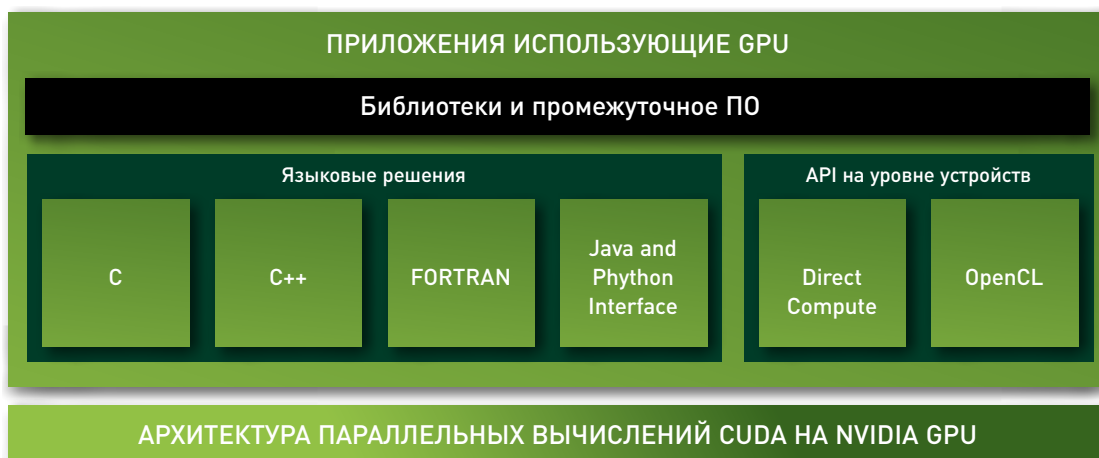 ПРИЛОЖЕНИЯ ИСПОЛЬЗУЮЩИЕ GPU
Библиотеки и промежуточное ПО
Языковые решения
C
C++
FORTRAN
Java and
Phython
Interface
API на уровне устройств
Direct
Compute
OpenCL
АРХИТЕКТУРА ПАРАЛЛЕЛЬНЫХ ВЫЧИСЛЕНИЙ CUDA НА NVIDIA GPU